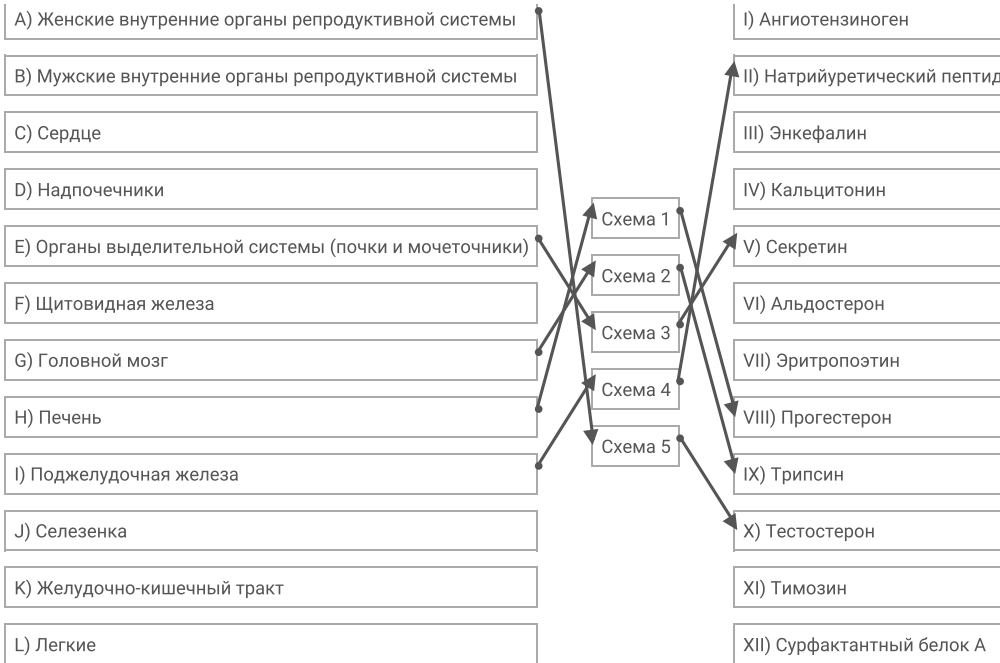 A) Женские внутренние органы репродуктивной системы
B) Мужские внутренние органы репродуктивной системы
C) Сердце
D) Надпочечники
E) Органы выделительной системы (почки и мочеточники)
F) Щитовидная железа
G) Головной мозг
H) Печень
I) Поджелудочная железа
J) Селезенка
K) Желудочно-кишечный тракт
L) Легкие
Схема 1
Схема 2
Схема 3
Схема 4
Схема 5
I) Ангиотензиноген
II) Натрийуретический пептид
III) Энкефалин
IV) Кальцитонин
V) Секретин
VI) Альдостерон
VII) Эритропоэтин
VIII) Прогестерон
IX) Трипсин
X) Тестостерон
XI) Тимозин
XII) Сурфактантный белок А